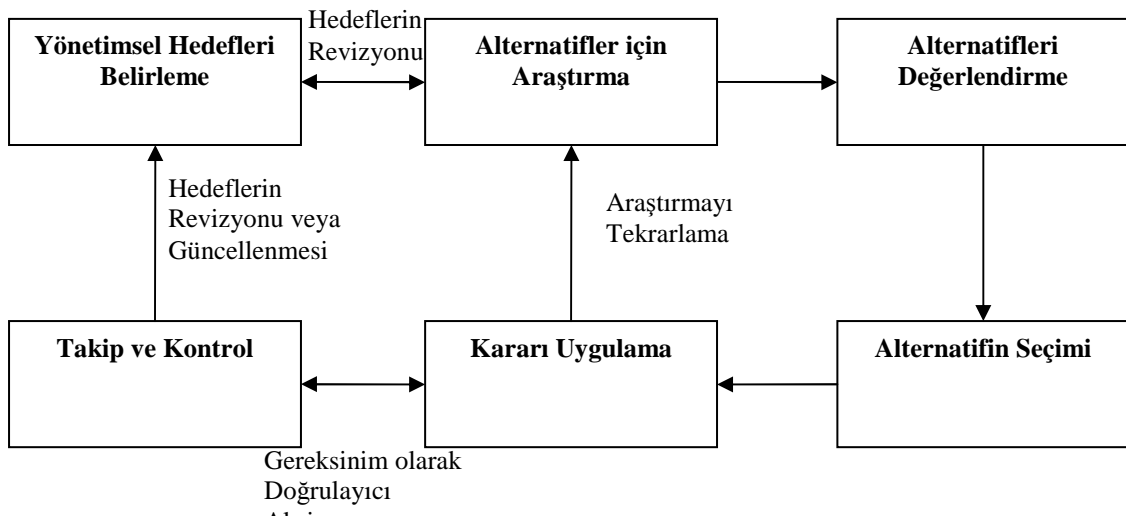 Yönetimsel Hedefleri
Belirleme
Hedeflerin
Revizyonu
Alternatifler için
Araştırma
Alternatifleri
Değerlendirme
Hedeflerin
Revizyonu veya
Güncellenmesi
Araştırmayı
Tekrarlama
Takip ve Kontrol
Kararı Uygulama
Alternatifin Seçimi
Gereksinim olarak
Doğrulayıcı